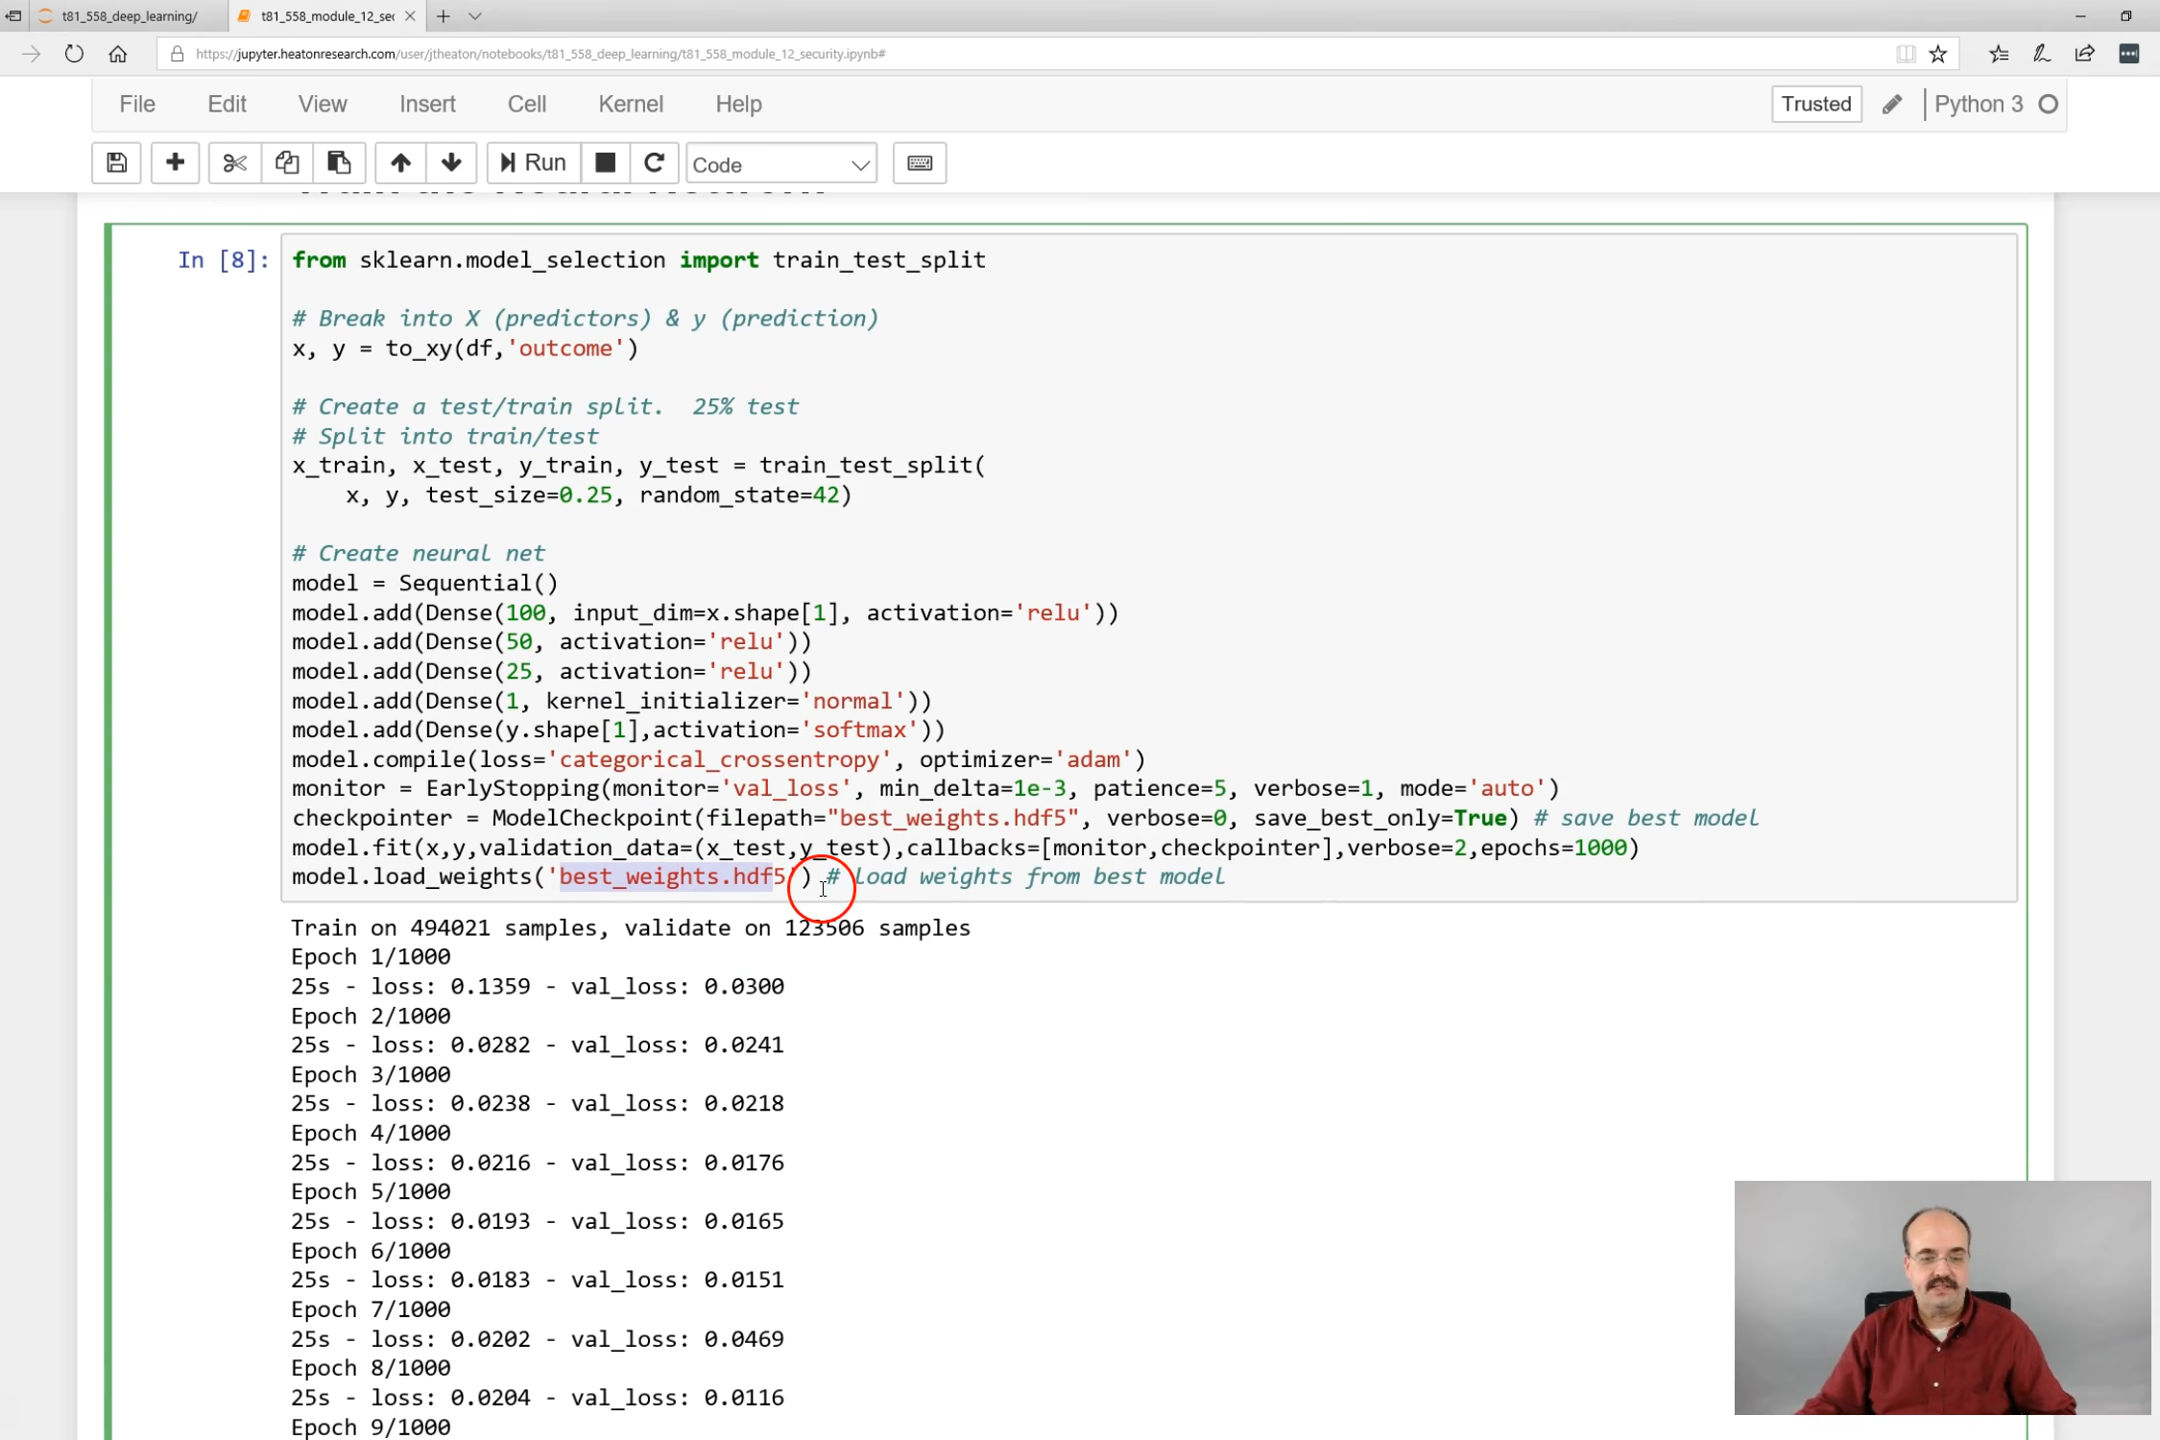 t81_558_deep_learning/
t81_558_module_12_sec
https://jupyter.heatonresearch.com/user/jtheaton/notebooks/t81_558_deep_learning/t81_558_module_12_security.ipynb#
File Edit View Insert Cell Kernel Help Trusted Python 3
Run Code
In [8]: from sklearn.model_selection import train_test_split
# Break into X (predictors) & y (prediction)
x, y = to_xy(df,'outcome')
# Create a test/train split.  25% test
# Split into train/test
x_train, x_test, y_train, y_test = train_test_split(
    x, y, test_size=0.25, random_state=42)
# Create neural net
model = Sequential()
model.add(Dense(100, input_dim=x.shape[1], activation='relu'))
model.add(Dense(50, activation='relu'))
model.add(Dense(25, activation='relu'))
model.add(Dense(1, kernel_initializer='normal'))
model.add(Dense(y.shape[1],activation='softmax'))
model.compile(loss='categorical_crossentropy', optimizer='adam')
monitor = EarlyStopping(monitor='val_loss', min_delta=1e-3, patience=5, verbose=1, mode='auto')
checkpointer = ModelCheckpoint(filepath="best_weights.hdf5", verbose=0, save_best_only=True) # save best model
model.fit(x,y,validation_data=(x_test,y_test),callbacks=[monitor,checkpointer],verbose=2,epochs=1000)
model.load_weights('best_weights.hdf5') # load weights from best model
Train on 494021 samples, validate on 123506 samples
Epoch 1/1000
25s - loss: 0.1359 - val_loss: 0.0300
Epoch 2/1000
25s - loss: 0.0282 - val_loss: 0.0241
Epoch 3/1000
25s - loss: 0.0238 - val_loss: 0.0218
Epoch 4/1000
25s - loss: 0.0216 - val_loss: 0.0176
Epoch 5/1000
25s - loss: 0.0193 - val_loss: 0.0165
Epoch 6/1000
25s - loss: 0.0183 - val_loss: 0.0151
Epoch 7/1000
25s - loss: 0.0202 - val_loss: 0.0469
Epoch 8/1000
25s - loss: 0.0204 - val_loss: 0.0116
Epoch 9/1000